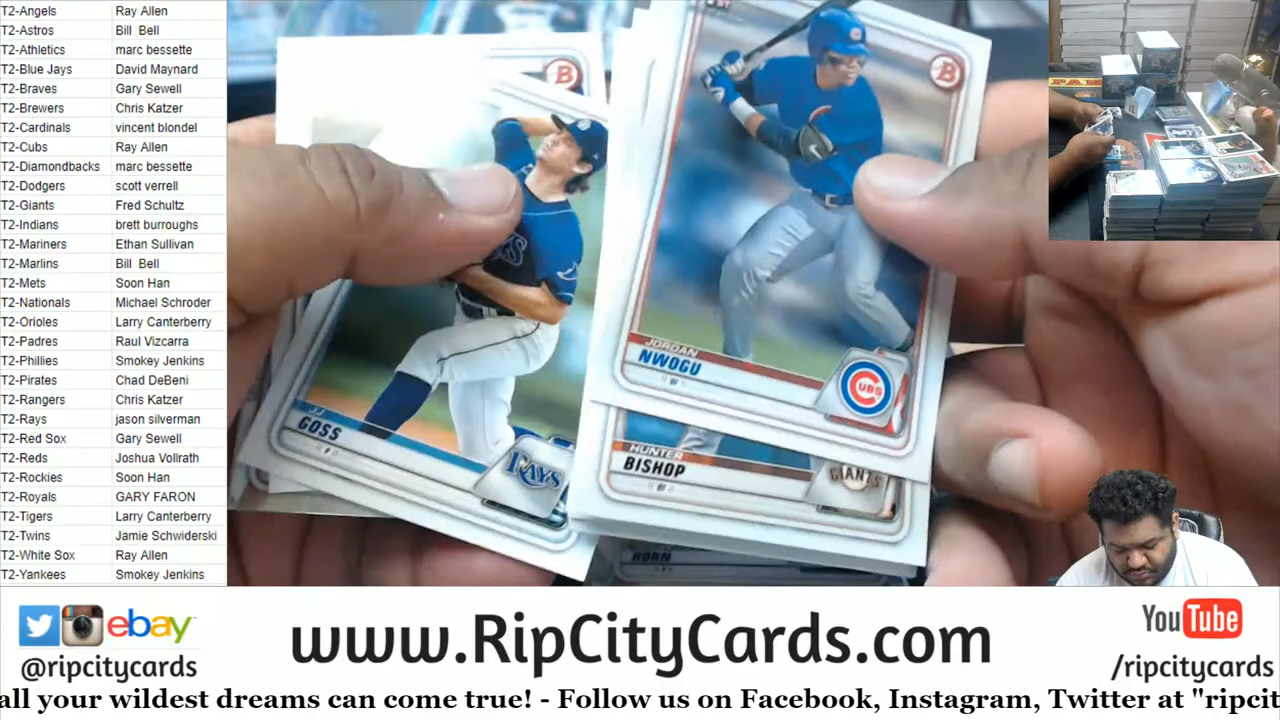 T2-Angels Ray Allen
T2-Astros Bill Bell
T2-Athletics marc bessette
T2-Blue Jays David Maynard
T2-Braves Gary Sewell
T2-Brewers Chris Katzer
T2-Cardinals vincent blondel
T2-Cubs Ray Allen
T2-Diamondbacks marc bessette
T2-Dodgers scott verrell
T2-Giants Fred Schultz
T2-Indians brett burroughs
T2-Mariners Ethan Sullivan
T2-Marlins Bill Bell
T2-Mets Soon Han
T2-Nationals Michael Schroder
T2-Orioles Larry Canterberry
T2-Padres Raul Vizcarra
T2-Phillies Smokey Jenkins
T2-Pirates Chad DeBeni
T2-Rangers Chris Katzer
T2-Rays jason silverman
T2-Red Sox Gary Sewell
T2-Reds Joshua Vollrath
T2-Rockies Soon Han
T2-Royals GARY FARON
T2-Tigers Larry Canterberry
T2-Twins Jamie Schwiderski
T2-White Sox Ray Allen
T2-Yankees Smokey Jenkins
B
B
JORDAN
NWOGU
CUBS
JJ
GOSS
RAYS
HUNTER
BISHOP
GIANTS
HORN
ebay
@ripcitycards
www.RipCityCards.com
YouTube
/ripcitycards
all your wildest dreams can come true! - Follow us on Facebook, Instagram, Twitter at "ripcit